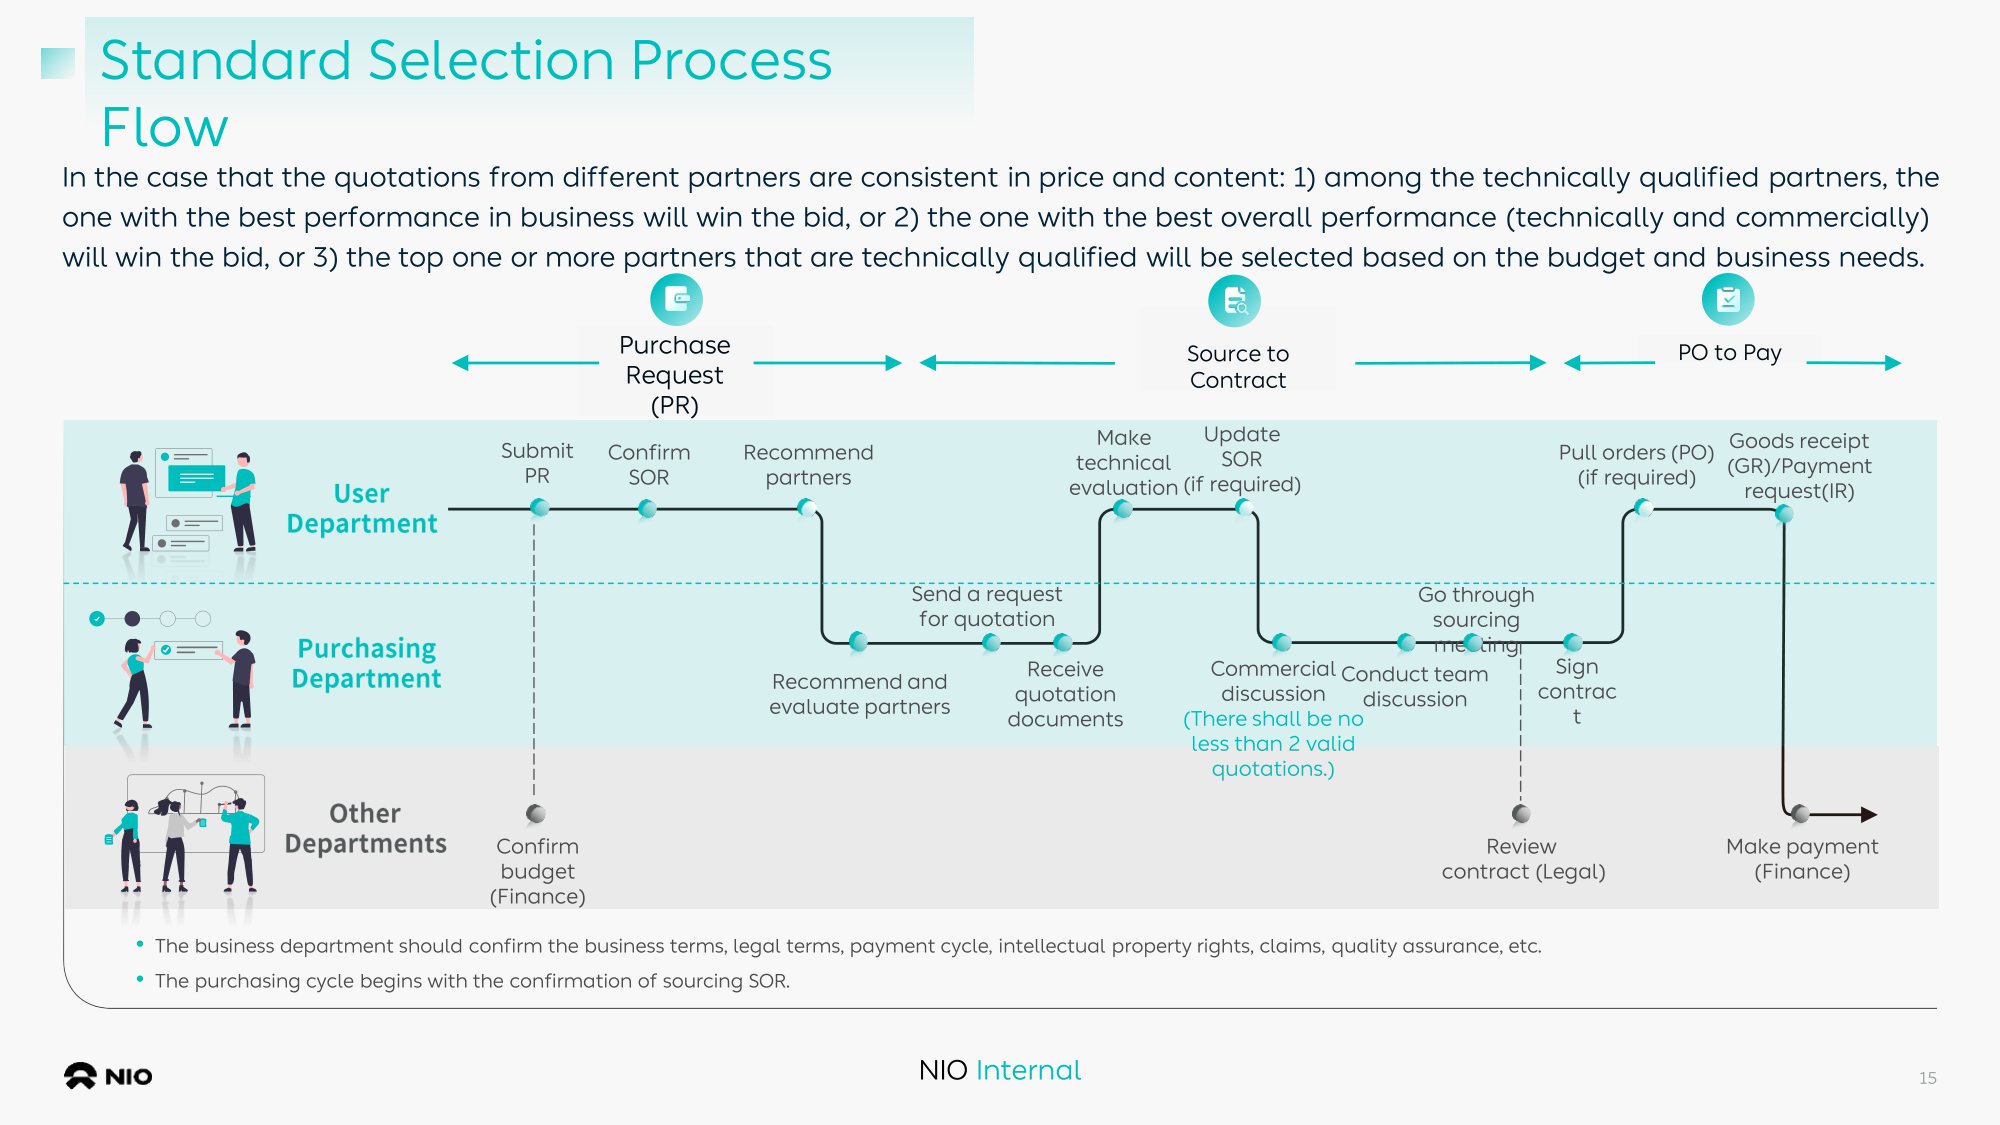 Standard Selection Process
Flow
In the case that the quotations from different partners are consistent in price and content: 1) among the technically qualified partners, the
one with the best performance in business will win the bid, or 2) the one with the best overall performance (technically and commercially)
will win the bid, or 3) the top one or more partners that are technically qualified will be selected based on the budget and business needs.
Purchase
Request
(PR)
Source to
Contract
PO to Pay
User
Department
Submit
PR
Confirm
SOR
Recommend
partners
Make
technical
evaluation
Update
SOR
(if required)
Pull orders (PO)
(if required)
Goods receipt
(GR)/Payment
request(IR)
Purchasing
Department
Recommend and
evaluate partners
Send a request
for quotation
Receive
quotation
documents
Commercial
discussion
(There shall be no
less than 2 valid
quotations.)
Conduct team
discussion
Go through
sourcing
meeting
Sign
contrac
t
Other
Departments
Confirm
budget
(Finance)
Review
contract (Legal)
Make payment
(Finance)
• The business department should confirm the business terms, legal terms, payment cycle, intellectual property rights, claims, quality assurance, etc.
• The purchasing cycle begins with the confirmation of sourcing SOR.
NIO
NIO Internal
15